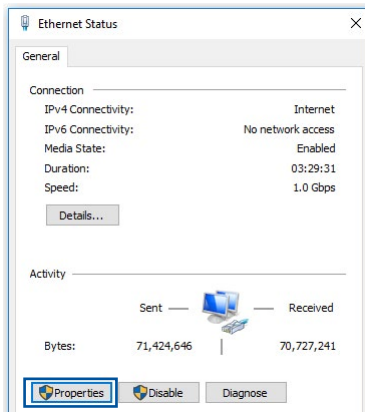 Ethernet Status
General
Connection
IPv4 Connectivity: Internet
IPv6 Connectivity: No network access
Media State: Enabled
Duration: 03:29:31
Speed: 1.0 Gbps
Details...
Activity
Sent Received
Bytes: 71,424,646 70,727,241
Properties Disable Diagnose